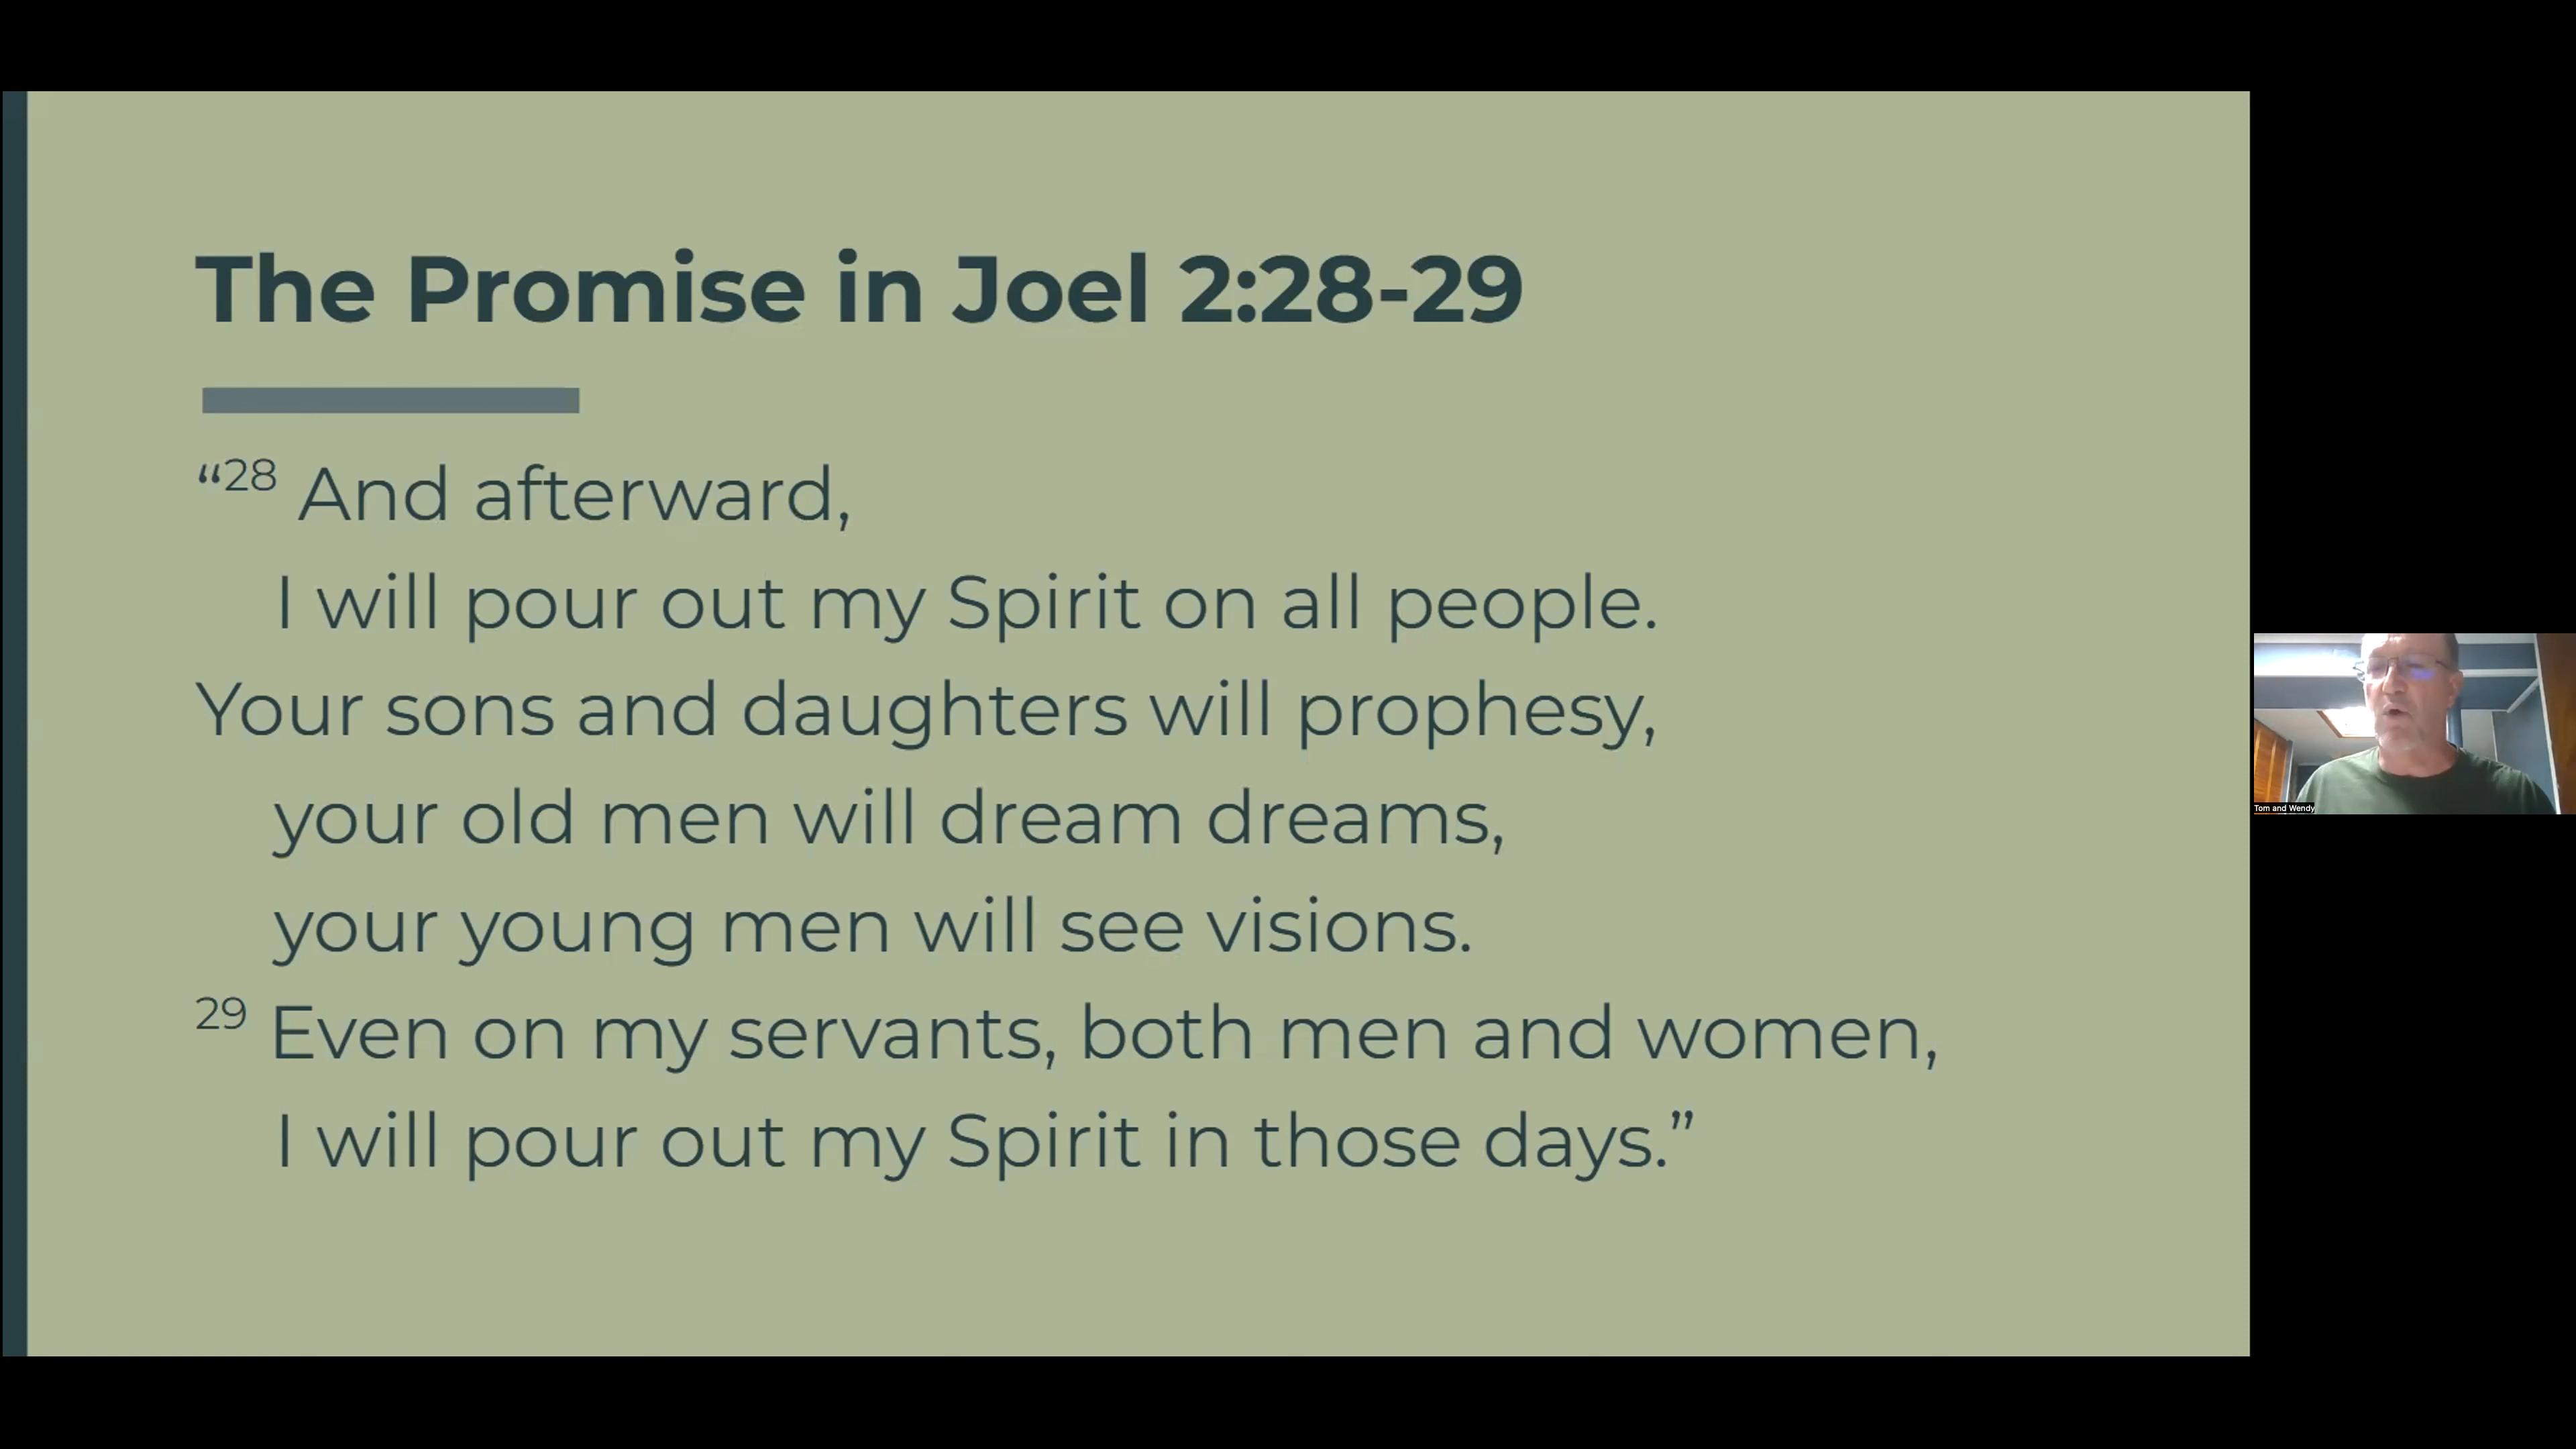 The Promise in Joel 2:28-29
“28 And afterward,
I will pour out my Spirit on all people.
Your sons and daughters will prophesy,
your old men will dream dreams,
your young men will see visions.
29 Even on my servants, both men and women,
I will pour out my Spirit in those days.”
Tom and Wendy